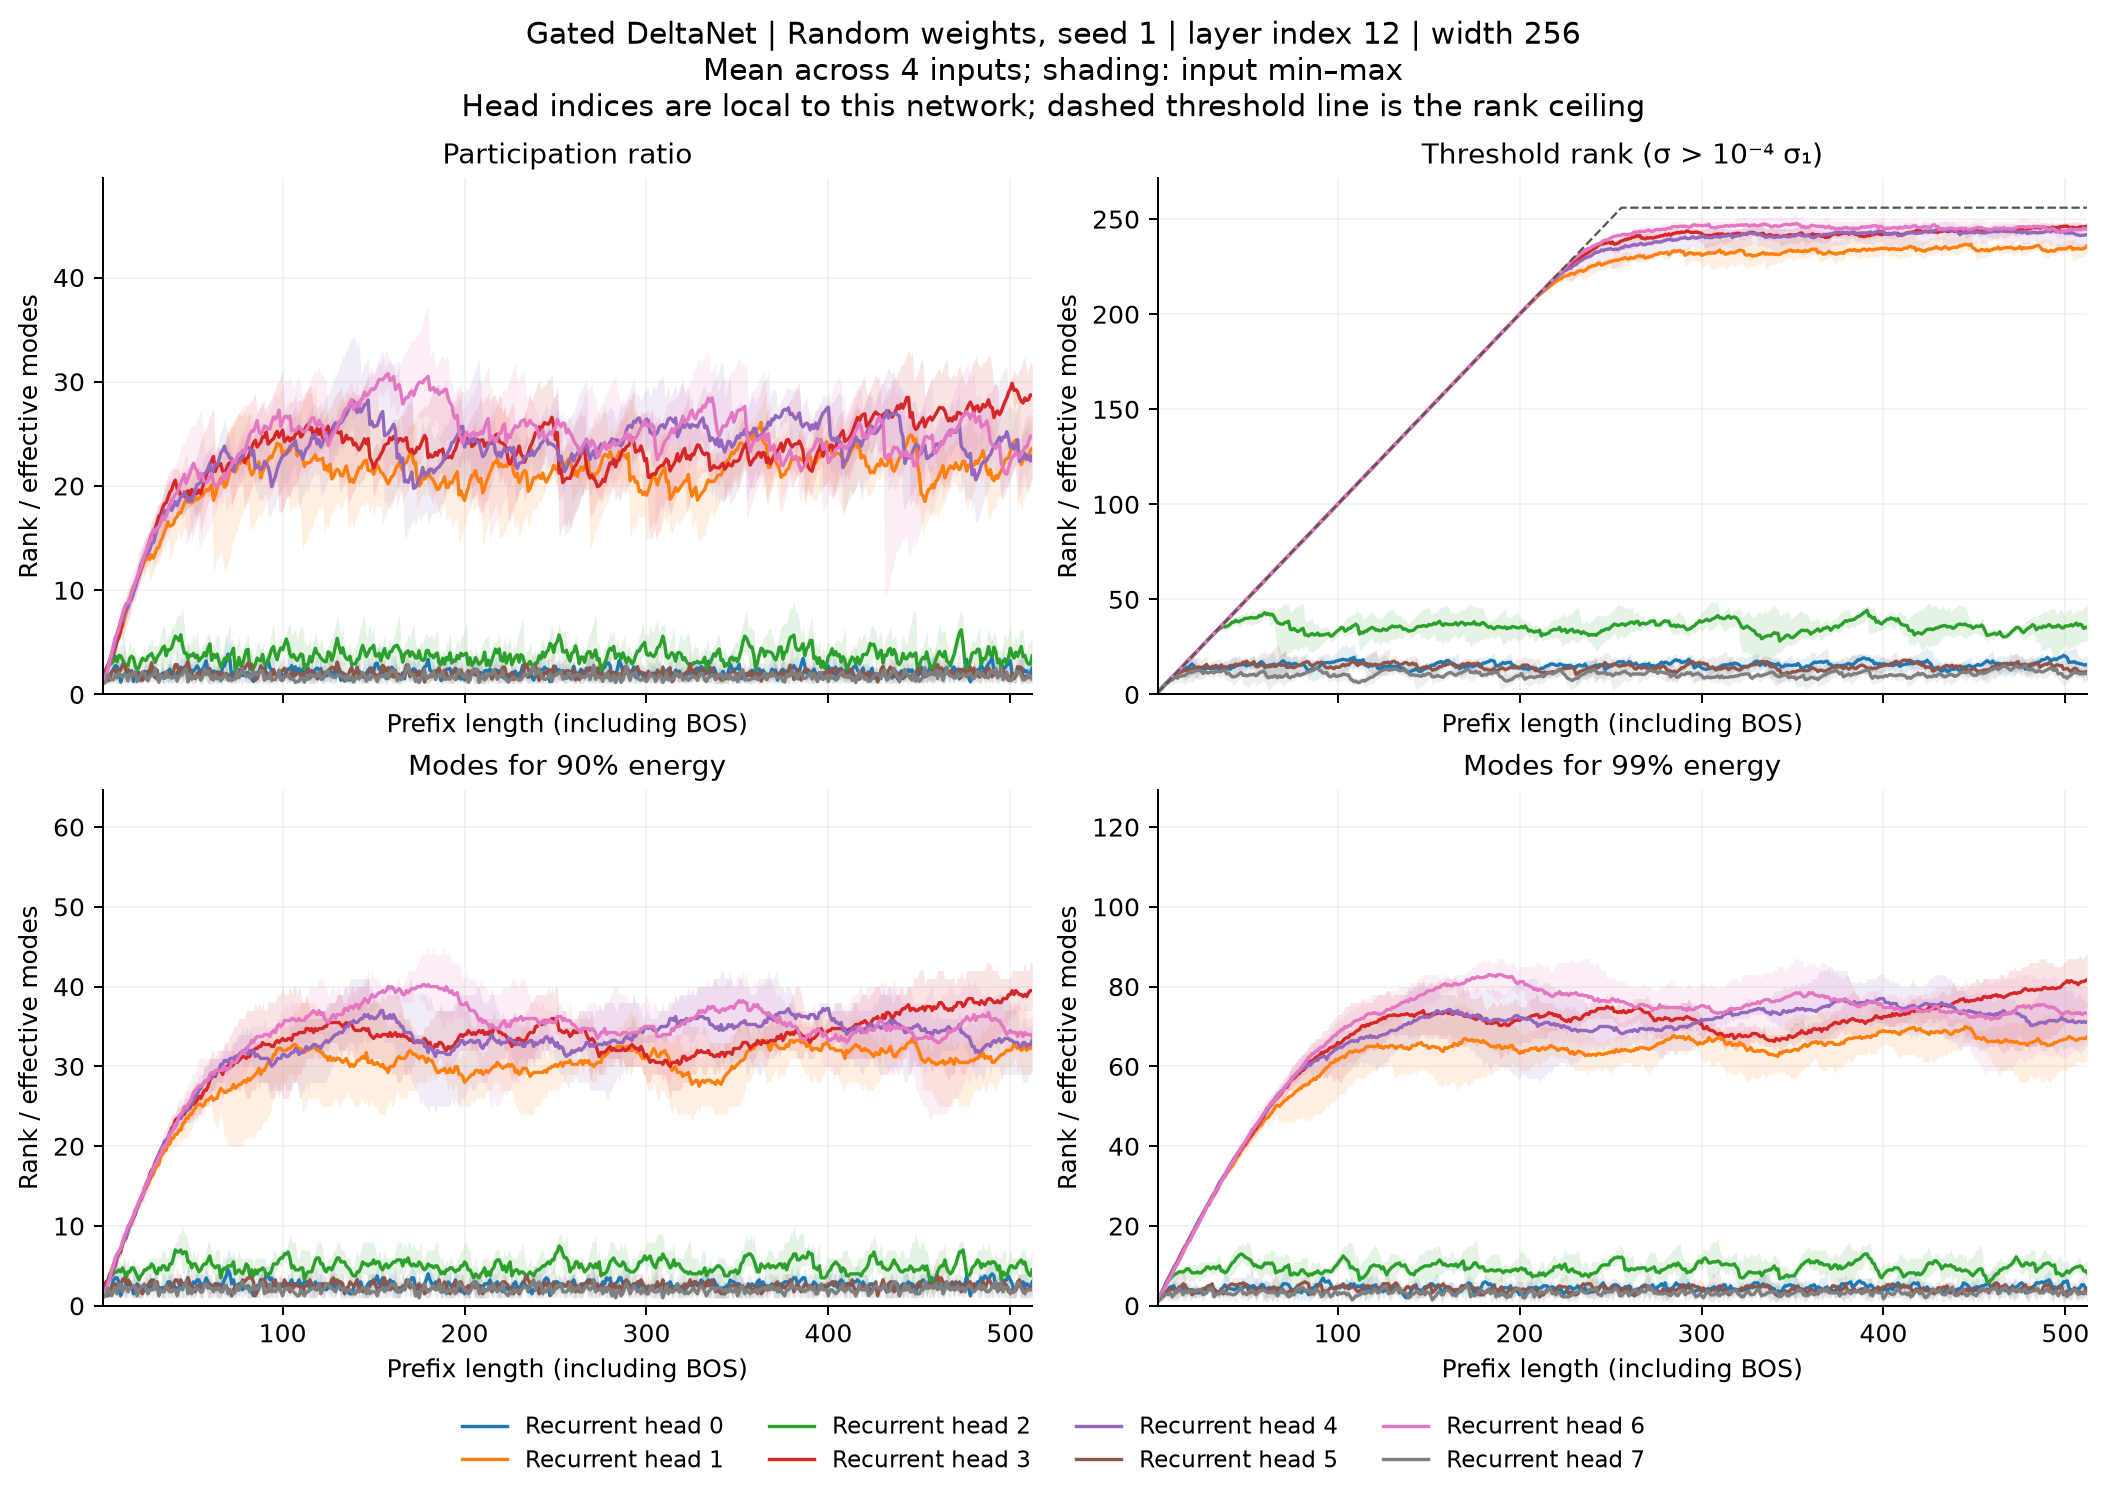 Gated DeltaNet | Random weights, seed 1 | layer index 12 | width 256
Mean across 4 inputs; shading: input min–max
Head indices are local to this network; dashed threshold line is the rank ceiling
Participation ratio
Rank / effective modes
40
30
20
10
0
Prefix length (including BOS)
Threshold rank (σ > 10⁻⁴ σ₁)
Rank / effective modes
250
200
150
100
50
0
Prefix length (including BOS)
Modes for 90% energy
Rank / effective modes
60
50
40
30
20
10
0
100 200 300 400 500
Prefix length (including BOS)
Modes for 99% energy
Rank / effective modes
120
100
80
60
40
20
0
100 200 300 400 500
Prefix length (including BOS)
Recurrent head 0 Recurrent head 2 Recurrent head 4 Recurrent head 6
Recurrent head 1 Recurrent head 3 Recurrent head 5 Recurrent head 7